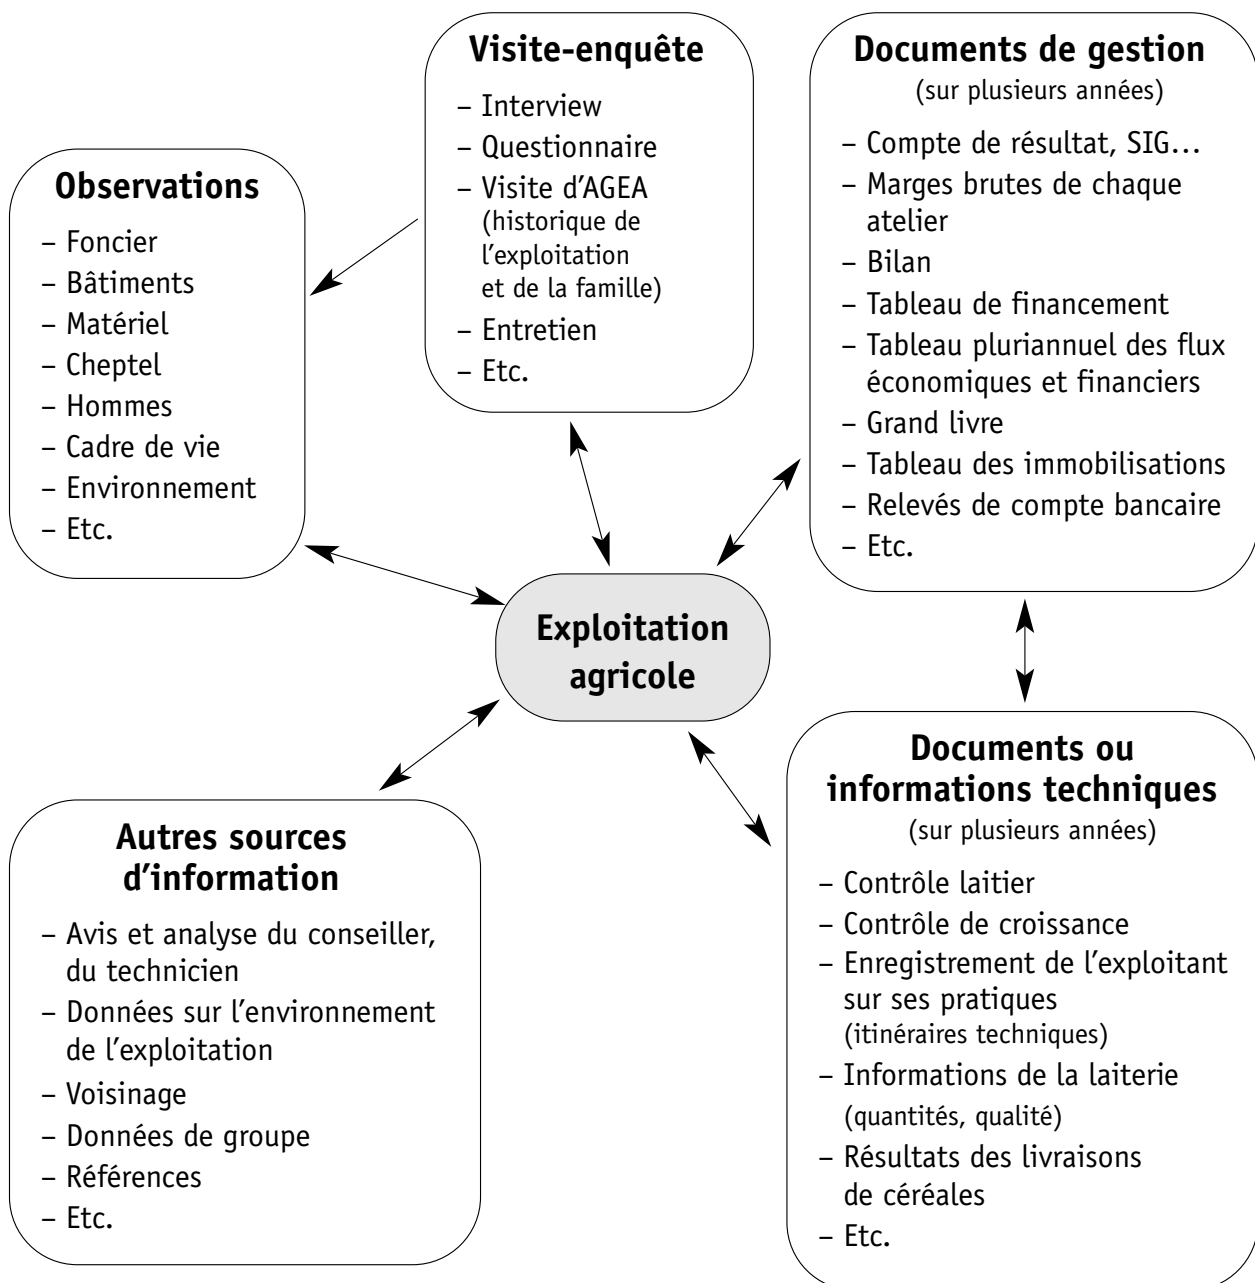 Visite-enquête
– Interview
– Questionnaire
– Visite d'AGEA
(historique de
l'exploitation
et de la famille)
– Entretien
– Etc.
Documents de gestion
(sur plusieurs années)
– Compte de résultat, SIG…
– Marges brutes de chaque
atelier
– Bilan
– Tableau de financement
– Tableau pluriannuel des flux
économiques et financiers
– Grand livre
– Tableau des immobilisations
– Relevés de compte bancaire
– Etc.
Observations
– Foncier
– Bâtiments
– Matériel
– Cheptel
– Hommes
– Cadre de vie
– Environnement
– Etc.
Exploitation
agricole
Autres sources
d'information
– Avis et analyse du conseiller,
du technicien
– Données sur l'environnement
de l'exploitation
– Voisinage
– Données de groupe
– Références
– Etc.
Documents ou
informations techniques
(sur plusieurs années)
– Contrôle laitier
– Contrôle de croissance
– Enregistrement de l'exploitant
sur ses pratiques
(itinéraires techniques)
– Informations de la laiterie
(quantités, qualité)
– Résultats des livraisons
de céréales
– Etc.